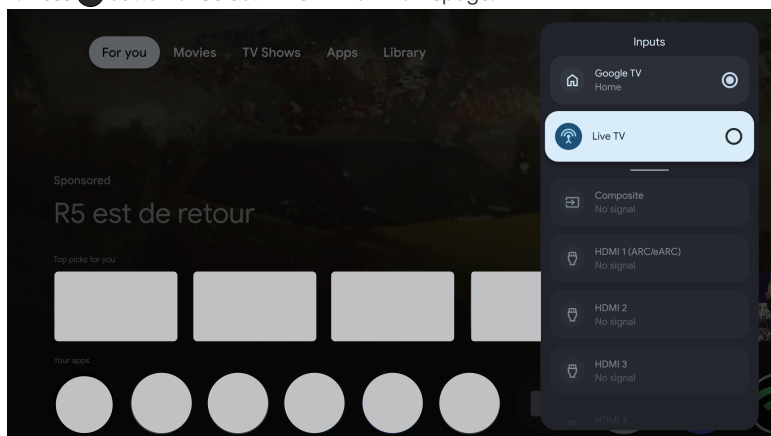 For you
Movies
TV Shows
Apps
Library
Sponsored
R5 est de retour
Top picks for you
Your apps
Inputs
Google TV
Home
Live TV
Composite
No signal
HDMI 1 (ARC/eARC)
No signal
HDMI 2
No signal
HDMI 3
No signal
HDMI 4